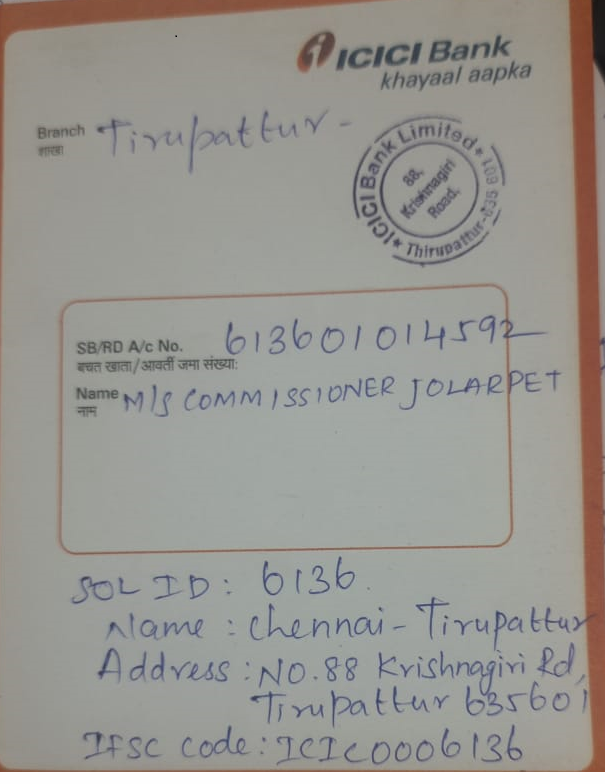 ICICI Bank
khayaal aapka
Branch Tirupattur-
शाखा
ICICI Bank Limited * Thirupattur-635 601 *
88,
Krishnagiri
Road,
SB/RD A/c No. 613601014592
बचत खाता/आवर्ती जमा संख्या:
Name M/S COMMISSIONER JOLARPET
नाम
SOL ID: 6136.
Name : Chennai-Tirupattur
Address : NO.88 Krishnagiri Rd,
Tirupattur 635601
IFSC code: ICIC0006136